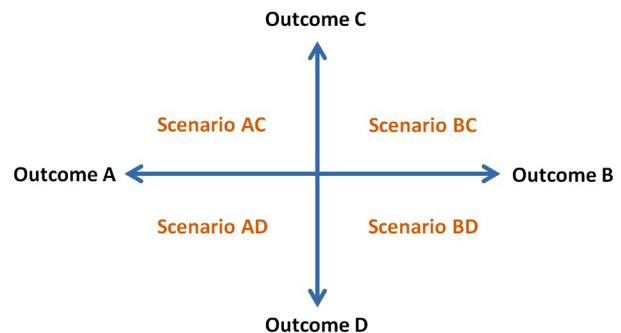 Outcome C
Scenario AC
Scenario BC
Outcome A
Outcome B
Scenario AD
Scenario BD
Outcome D